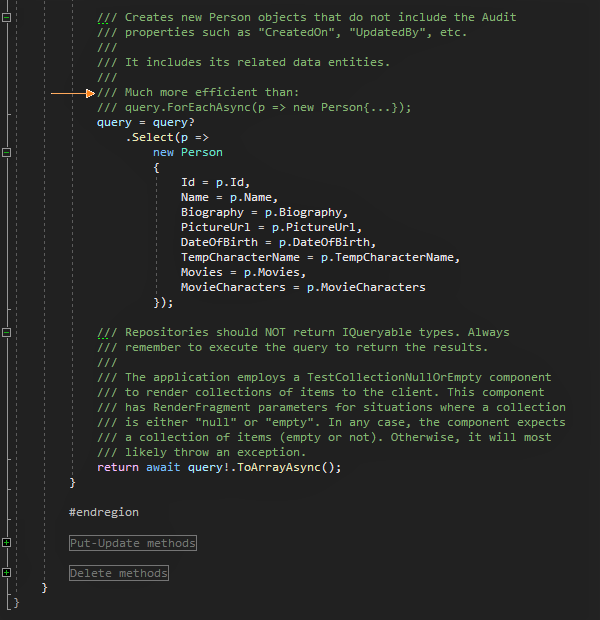 /// Creates new Person objects that do not include the Audit
/// properties such as "CreatedOn", "UpdatedBy", etc.
///
/// It includes its related data entities.
///
/// Much more efficient than:
/// query.ForEachAsync(p => new Person{...});
query = query?
.Select(p =>
new Person
{
Id = p.Id,
Name = p.Name,
Biography = p.Biography,
PictureUrl = p.PictureUrl,
DateOfBirth = p.DateOfBirth,
TempCharacterName = p.TempCharacterName,
Movies = p.Movies,
MovieCharacters = p.MovieCharacters
});
/// Repositories should NOT return IQueryable types. Always
/// remember to execute the query to return the results.
///
/// The application employs a TestCollectionNullOrEmpty component
/// to render collections of items to the client. This component
/// has RenderFragment parameters for situations where a collection
/// is either "null" or "empty". In any case, the component expects
/// a collection of items (empty or not). Otherwise, it will most
/// likely throw an exception.
return await query!.ToArrayAsync();
}
#endregion
Put-Update methods
Delete methods
}
}